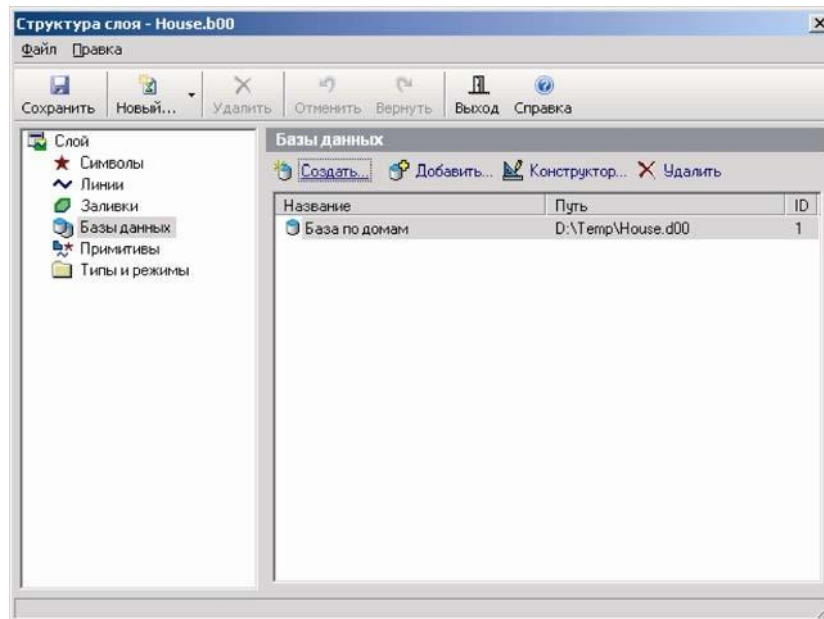 Структура слоя - House.b00
Файл Правка
Сохранить Новый... Удалить Отменить Вернуть Выход Справка
Слой
Символы
Линии
Заливки
Базы данных
Примитивы
Типы и режимы
Базы данных
Создать... Добавить... Конструктор... Удалить
Название Путь ID
База по домам D:\Temp\House.d00 1